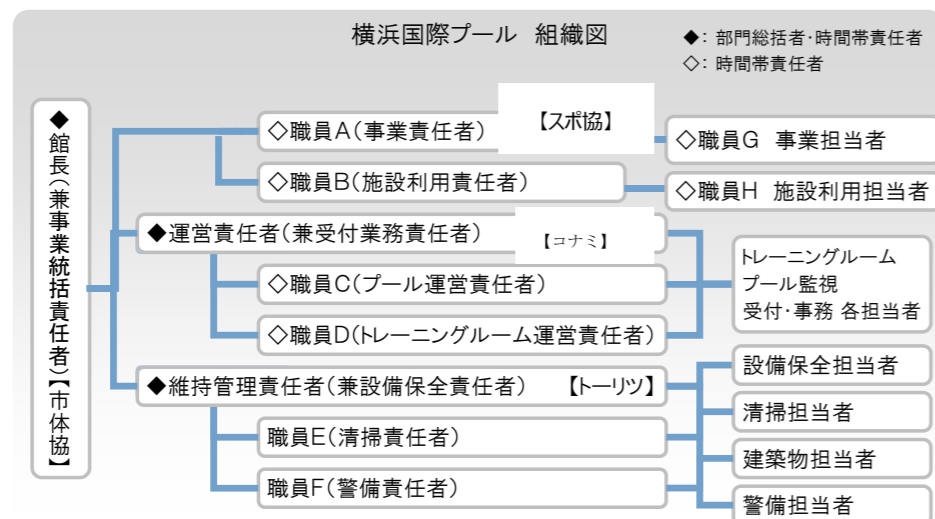 横浜国際プール 組織図
◆：部門総括者・時間帯責任者
◇：時間帯責任者
◆館長（兼事業統括責任者）【市体協】
◇職員A（事業責任者）
【スポ協】
◇職員G 事業担当者
◇職員B（施設利用責任者）
◇職員H 施設利用担当者
◆運営責任者（兼受付業務責任者）
【コナミ】
◇職員C（プール運営責任者）
◇職員D（トレーニングルーム運営責任者）
トレーニングルーム
プール監視
受付・事務 各担当者
◆維持管理責任者（兼設備保全責任者） 【トーリツ】
職員E（清掃責任者）
職員F（警備責任者）
設備保全担当者
清掃担当者
建築物担当者
警備担当者